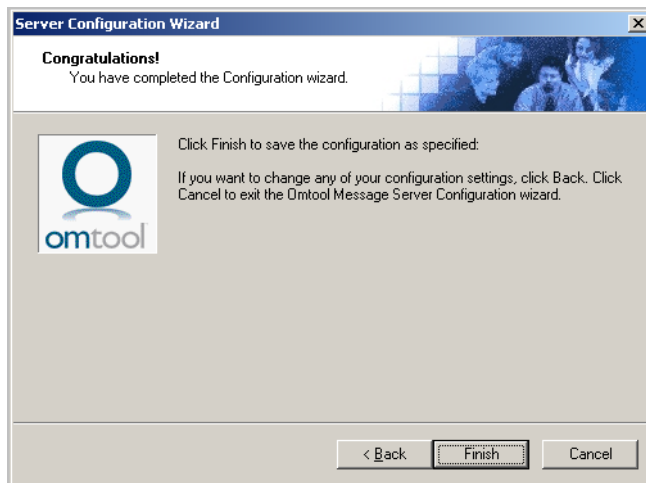 Server Configuration Wizard
Congratulations!
You have completed the Configuration wizard.
omtool
Click Finish to save the configuration as specified:
If you want to change any of your configuration settings, click Back. Click
Cancel to exit the Omtool Message Server Configuration wizard.
< Back
Finish
Cancel